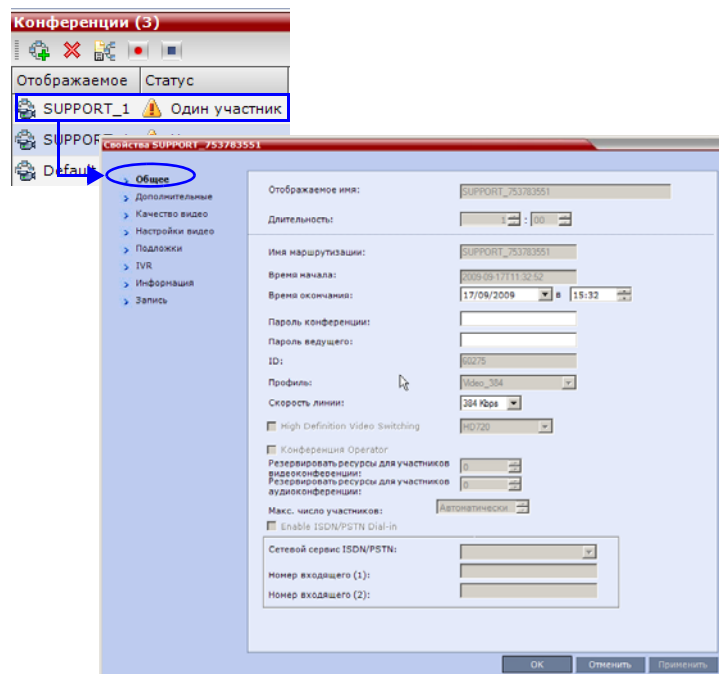 Конференции (3)
Отображаемое Статус
SUPPORT_1 Один участник
SUPPOR
Default
Свойства SUPPORT_753783551
Общее
Дополнительные
Качество видео
Настройки видео
Подложки
IVR
Информация
Запись
Отображаемое имя: SUPPORT_753783551
Длительность: 1 : 00
Имя маршрутизации: SUPPORT_753783551
Время начала: 2009-09-17T11:32:52
Время окончания: 17/09/2009 в 15:32
Пароль конференции:
Пароль ведущего:
ID: 60275
Профиль: Video_384
Скорость линии: 384 Kbps
High Definition Video Switching HD720
Конференция Operator
Резервировать ресурсы для участников видеоконференции: 0
Резервировать ресурсы для участников аудиоконференции: 0
Макс. число участников: Автоматически
Enable ISDN/PSTN Dial-in
Сетевой сервис ISDN/PSTN:
Номер входящего (1):
Номер входящего (2):
OK Отменить Применить